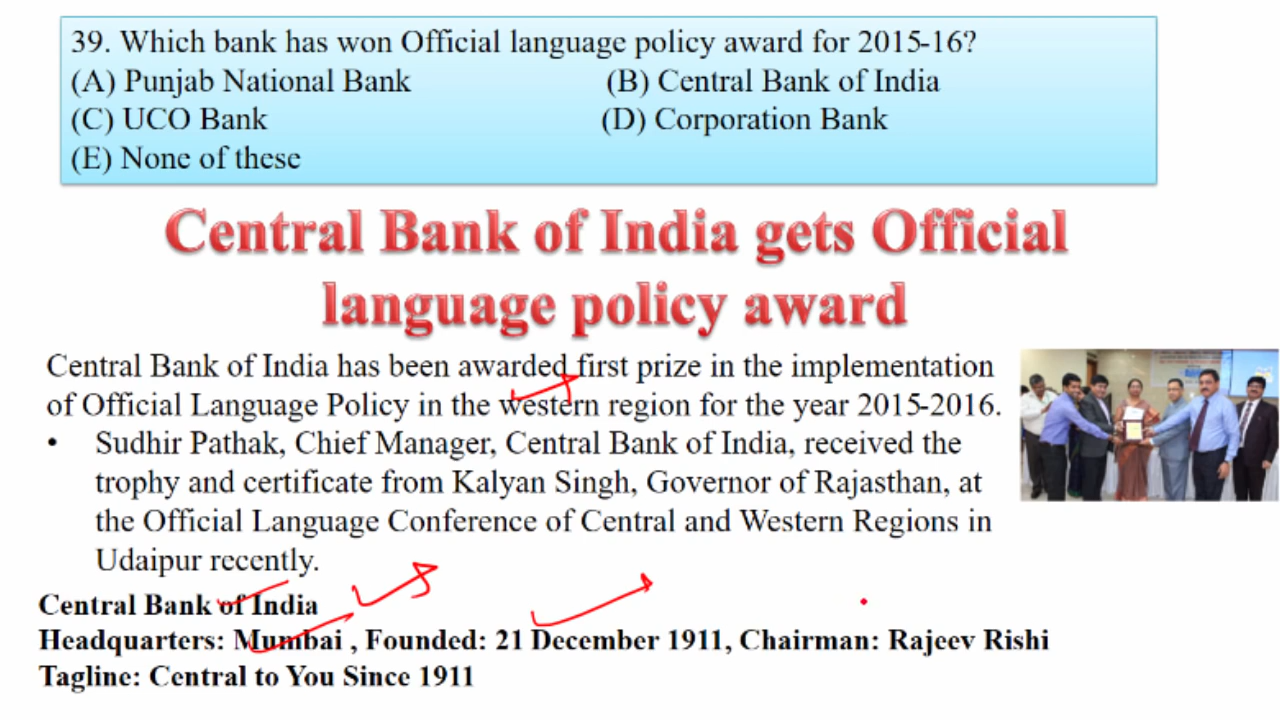 39. Which bank has won Official language policy award for 2015-16?
(A) Punjab National Bank (B) Central Bank of India
(C) UCO Bank (D) Corporation Bank
(E) None of these
Central Bank of India gets Official
language policy award
Central Bank of India has been awarded first prize in the implementation
of Official Language Policy in the western region for the year 2015-2016.
• Sudhir Pathak, Chief Manager, Central Bank of India, received the
trophy and certificate from Kalyan Singh, Governor of Rajasthan, at
the Official Language Conference of Central and Western Regions in
Udaipur recently.
Central Bank of India
Headquarters: Mumbai , Founded: 21 December 1911, Chairman: Rajeev Rishi
Tagline: Central to You Since 1911